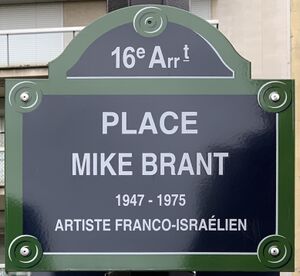 16e Arrt
PLACE
MIKE BRANT
1947 - 1975
ARTISTE FRANCO-ISRAÉLIEN